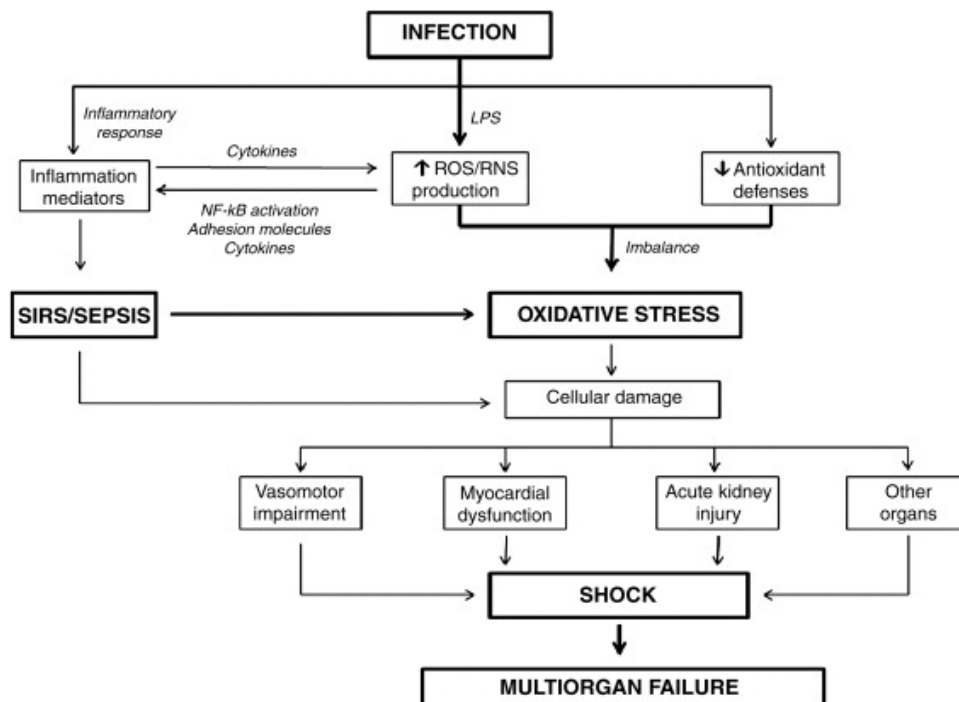 INFECTION
Inflammatory
response
LPS
Cytokines
Inflammation
mediators
↑ ROS/RNS
production
↓ Antioxidant
defenses
NF-kB activation
Adhesion molecules
Cytokines
Imbalance
SIRS/SEPSIS
OXIDATIVE STRESS
Cellular damage
Vasomotor
impairment
Myocardial
dysfunction
Acute kidney
injury
Other
organs
SHOCK
MULTIORGAN FAILURE